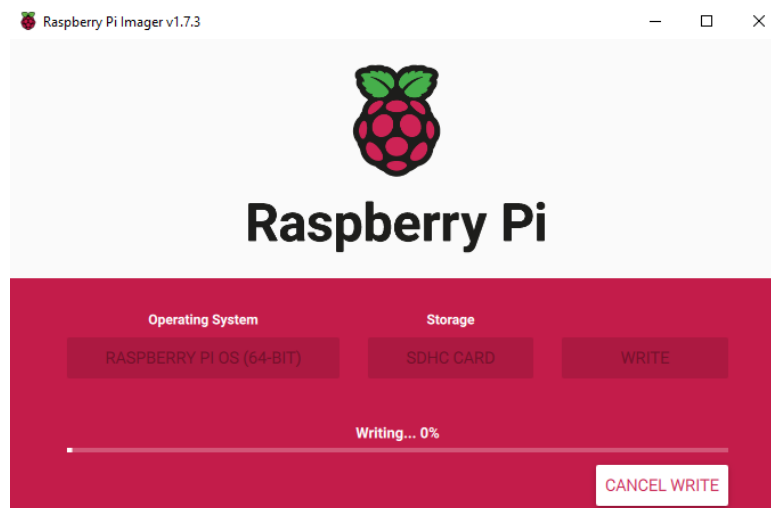 Raspberry Pi Imager v1.7.3
Raspberry Pi
Operating System
Storage
RASPBERRY PI OS (64-BIT)
SDHC CARD
WRITE
Writing... 0%
CANCEL WRITE